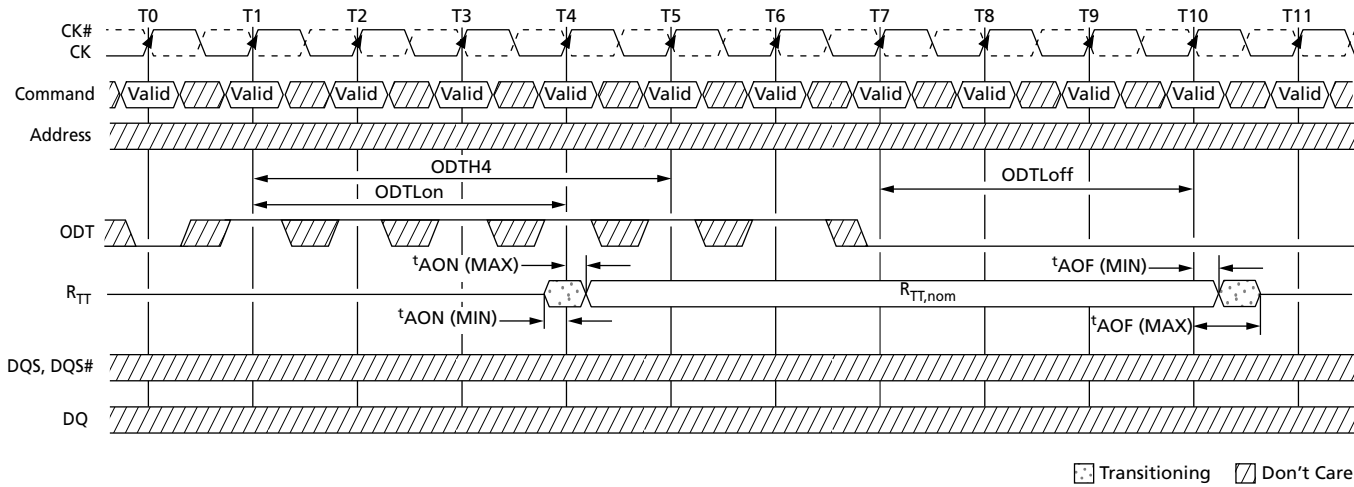 T0 T1 T2 T3 T4 T5 T6 T7 T8 T9 T10 T11
CK#
CK
Command Valid Valid Valid Valid Valid Valid Valid Valid Valid Valid Valid Valid
Address
ODTH4
ODTLon ODTLoff
ODT
tAON (MAX) tAOF (MIN)
RTT RTT,nom
tAON (MIN) tAOF (MAX)
DQS, DQS#
DQ
Transitioning Don't Care